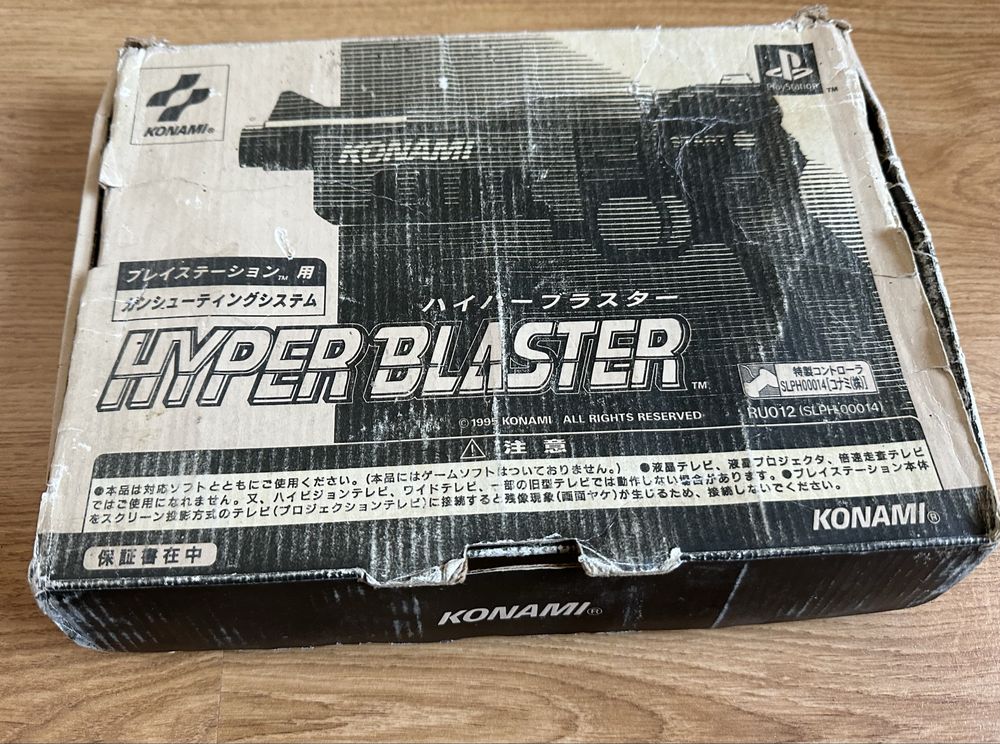 KONAMI®
PlayStation™
KONAMI
START
プレイステーション™用
ガンシューティングシステム
ハイパーブラスター
HYPER BLASTER™
特製コントローラ
SLPH00014[コナミ(株)]
RU012 (SLPH-00014)
©1995 KONAMI ALL RIGHTS RESERVED
⚠注意
●本品は対応ソフトとともにご使用ください。(本品にはゲームソフトはついておりません。) ●液晶テレビ、液晶プロジェクタ、倍速走査テレビ
ではご使用になれません。又、ハイビジョンテレビ、ワイドテレビ、一部の旧型テレビでは動作しない場合があります。●プレイステーション本体
をスクリーン投影方式のテレビ(プロジェクションテレビ)に接続すると残像現象(画面ヤケ)が生じるため、接続しないでください。
KONAMI®
保証書在中
KONAMI®